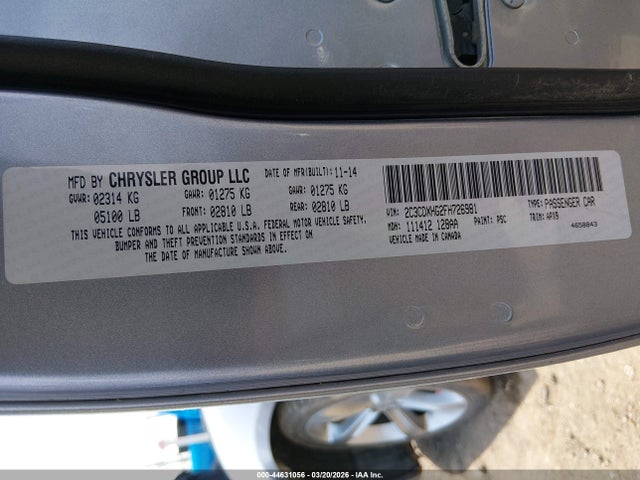 MFD BY CHRYSLER GROUP LLC
DATE OF MFR(BUILT):11-14
GVWR: 02314 KG
GAWR: 01275 KG
GAWR: 01275 KG
05100 LB
FRONT: 02810 LB
REAR: 02810 LB
THIS VEHICLE CONFORMS TO ALL APPLICABLE U.S.A. FEDERAL MOTOR VEHICLE SAFETY,
BUMPER AND THEFT PREVENTION STANDARDS IN EFFECT ON
THE DATE OF MANUFACTURE SHOWN ABOVE.
VIN: 2C3CDXHG2FH726981
TYPE: PASSENGER CAR
MDH: 111412 128AA
PAINT: PSC
TRIM: APX9
VEHICLE MADE IN CANADA
4658843
000-44631056 - 03/20/2026 - IAA Inc.